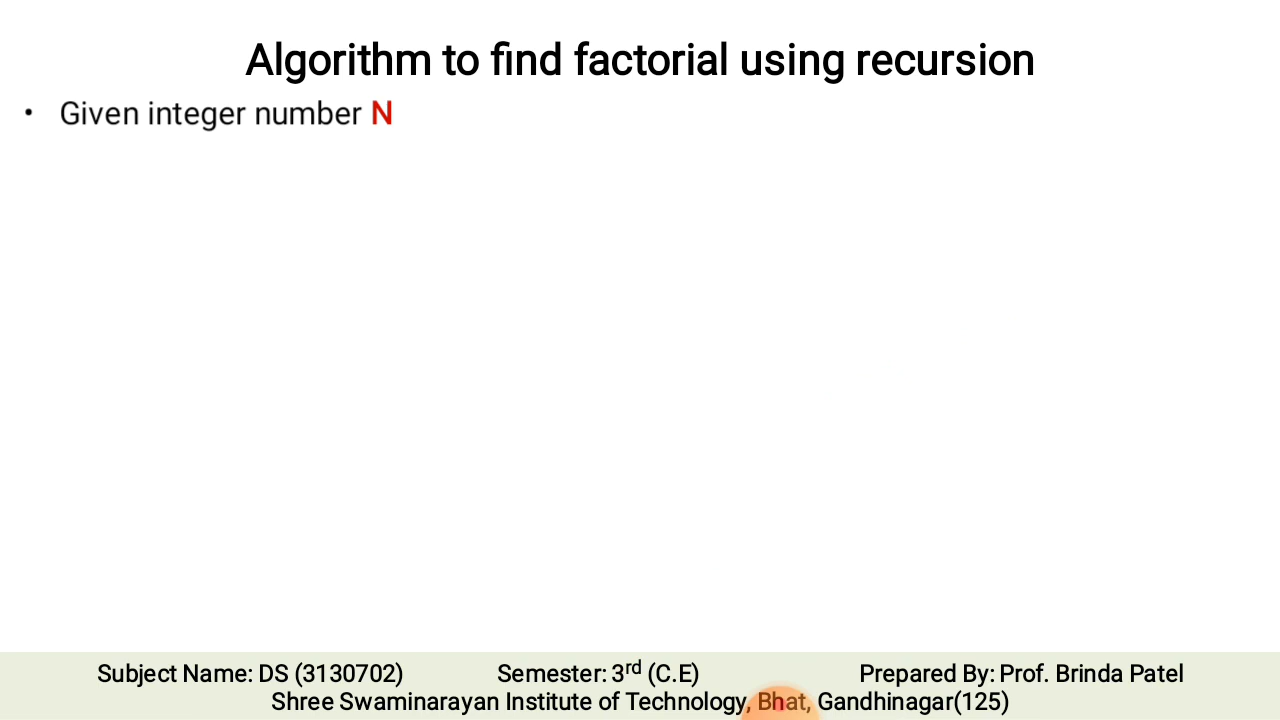 Algorithm to find factorial using recursion
• Given integer number N
Subject Name: DS (3130702) Semester: 3rd (C.E) Prepared By: Prof. Brinda Patel
Shree Swaminarayan Institute of Technology, Bhat, Gandhinagar(125)